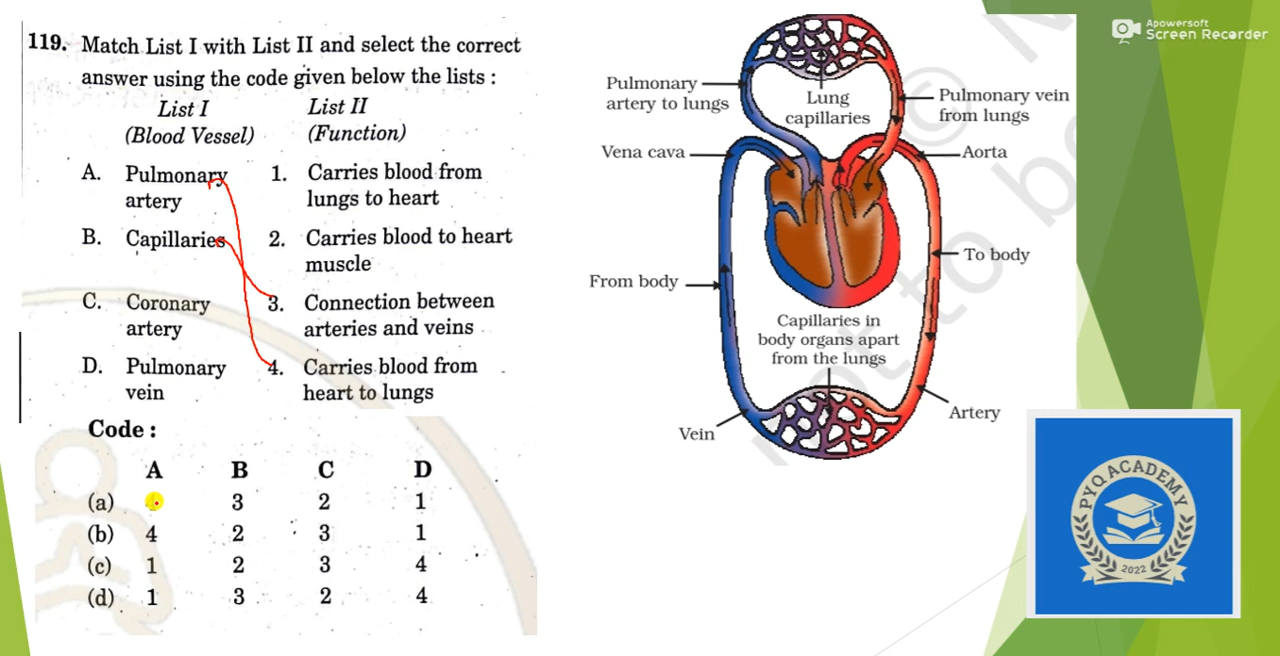 119. Match List I with List II and select the correct
answer using the code given below the lists :
List I List II
(Blood Vessel) (Function)
A. Pulmonary 1. Carries blood from
artery lungs to heart
B. Capillaries 2. Carries blood to heart
muscle
C. Coronary 3. Connection between
artery arteries and veins
D. Pulmonary 4. Carries blood from
vein heart to lungs
Code :
A B C D
(a) 3 2 1
(b) 4 2 3 1
(c) 1 2 3 4
(d) 1 3 2 4
Pulmonary
artery to lungs
Lung
capillaries
Pulmonary vein
from lungs
Vena cava
Aorta
To body
From body
Capillaries in
body organs apart
from the lungs
Artery
Vein
©
not to be
Apowersoft
Screen Recorder
PYQ ACADEMY
2022